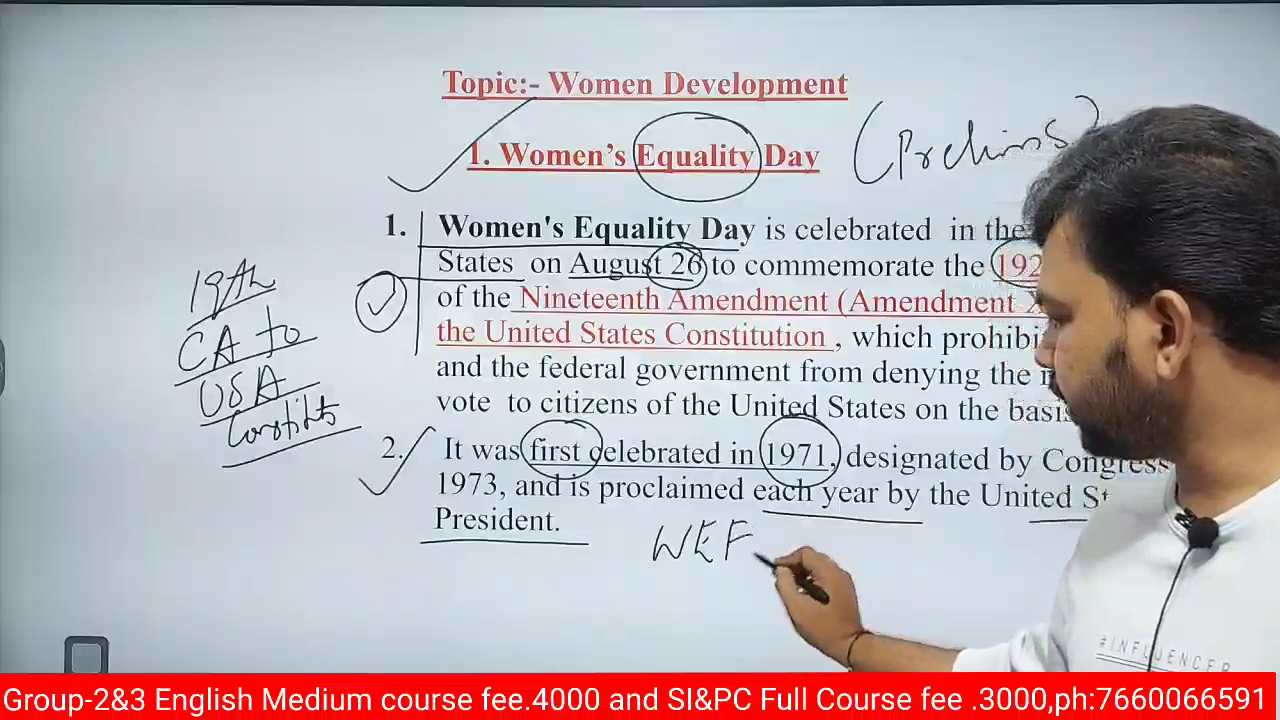 Topic:- Women Development
1. Women's Equality Day
(Prelims)
1. Women's Equality Day is celebrated in the
States on August 26 to commemorate the 192
of the Nineteenth Amendment (Amendment X
the United States Constitution , which prohibi
and the federal government from denying the
vote to citizens of the United States on the basis
19th
CA to
USA
2. It was first celebrated in 1971, designated by Congress
1973, and is proclaimed each year by the United St
President.
WEF
#INFLUENCER
Group-2&3 English Medium course fee.4000 and SI&PC Full Course fee .3000,ph:7660066591